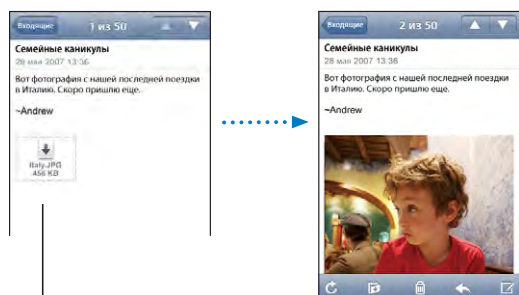 Входящие
1 из 50
Семейные каникулы
28 мая 2007 13:36
Вот фотография с нашей последней поездки
в Италию. Скоро пришлю еще.
~Andrew
Italy.JPG
456 KB
Входящие
2 из 50
Семейные каникулы
28 мая 2007 13:36
Вот фотография с нашей последней поездки
в Италию. Скоро пришлю еще.
~Andrew